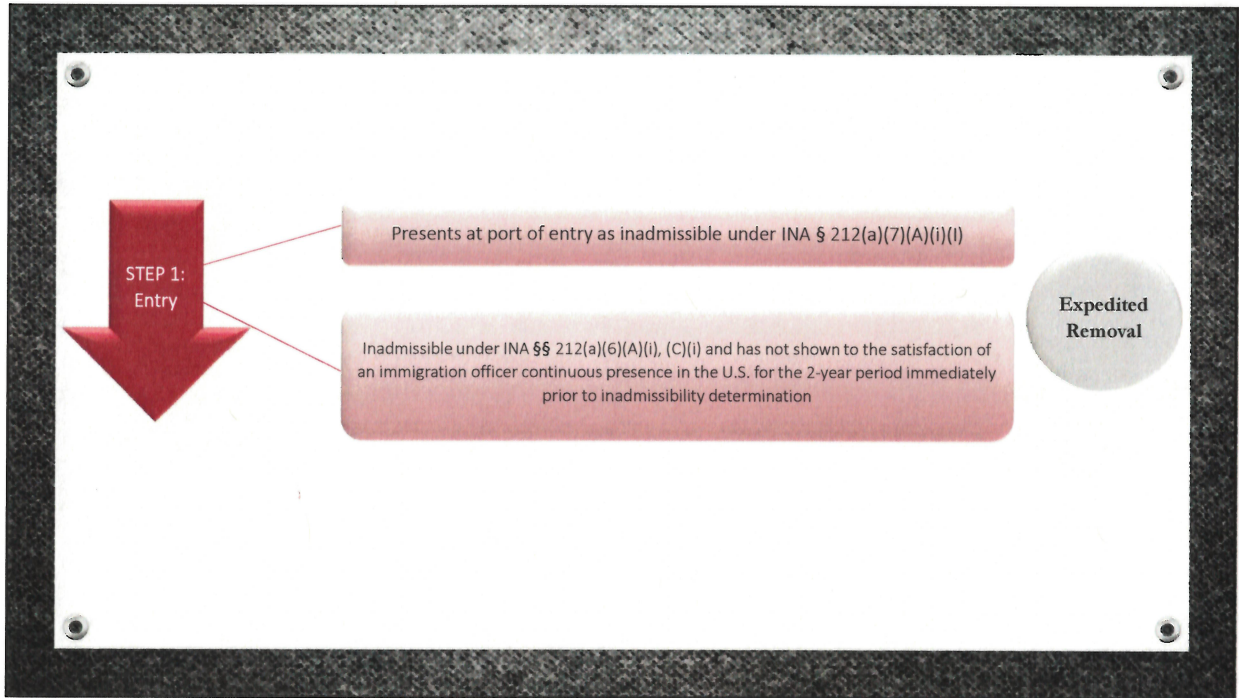 STEP 1:
Entry
Presents at port of entry as inadmissible under INA § 212(a)(7)(A)(i)(I)
Inadmissible under INA §§ 212(a)(6)(A)(i), (C)(i) and has not shown to the satisfaction of
an immigration officer continuous presence in the U.S. for the 2-year period immediately
prior to inadmissibility determination
Expedited
Removal